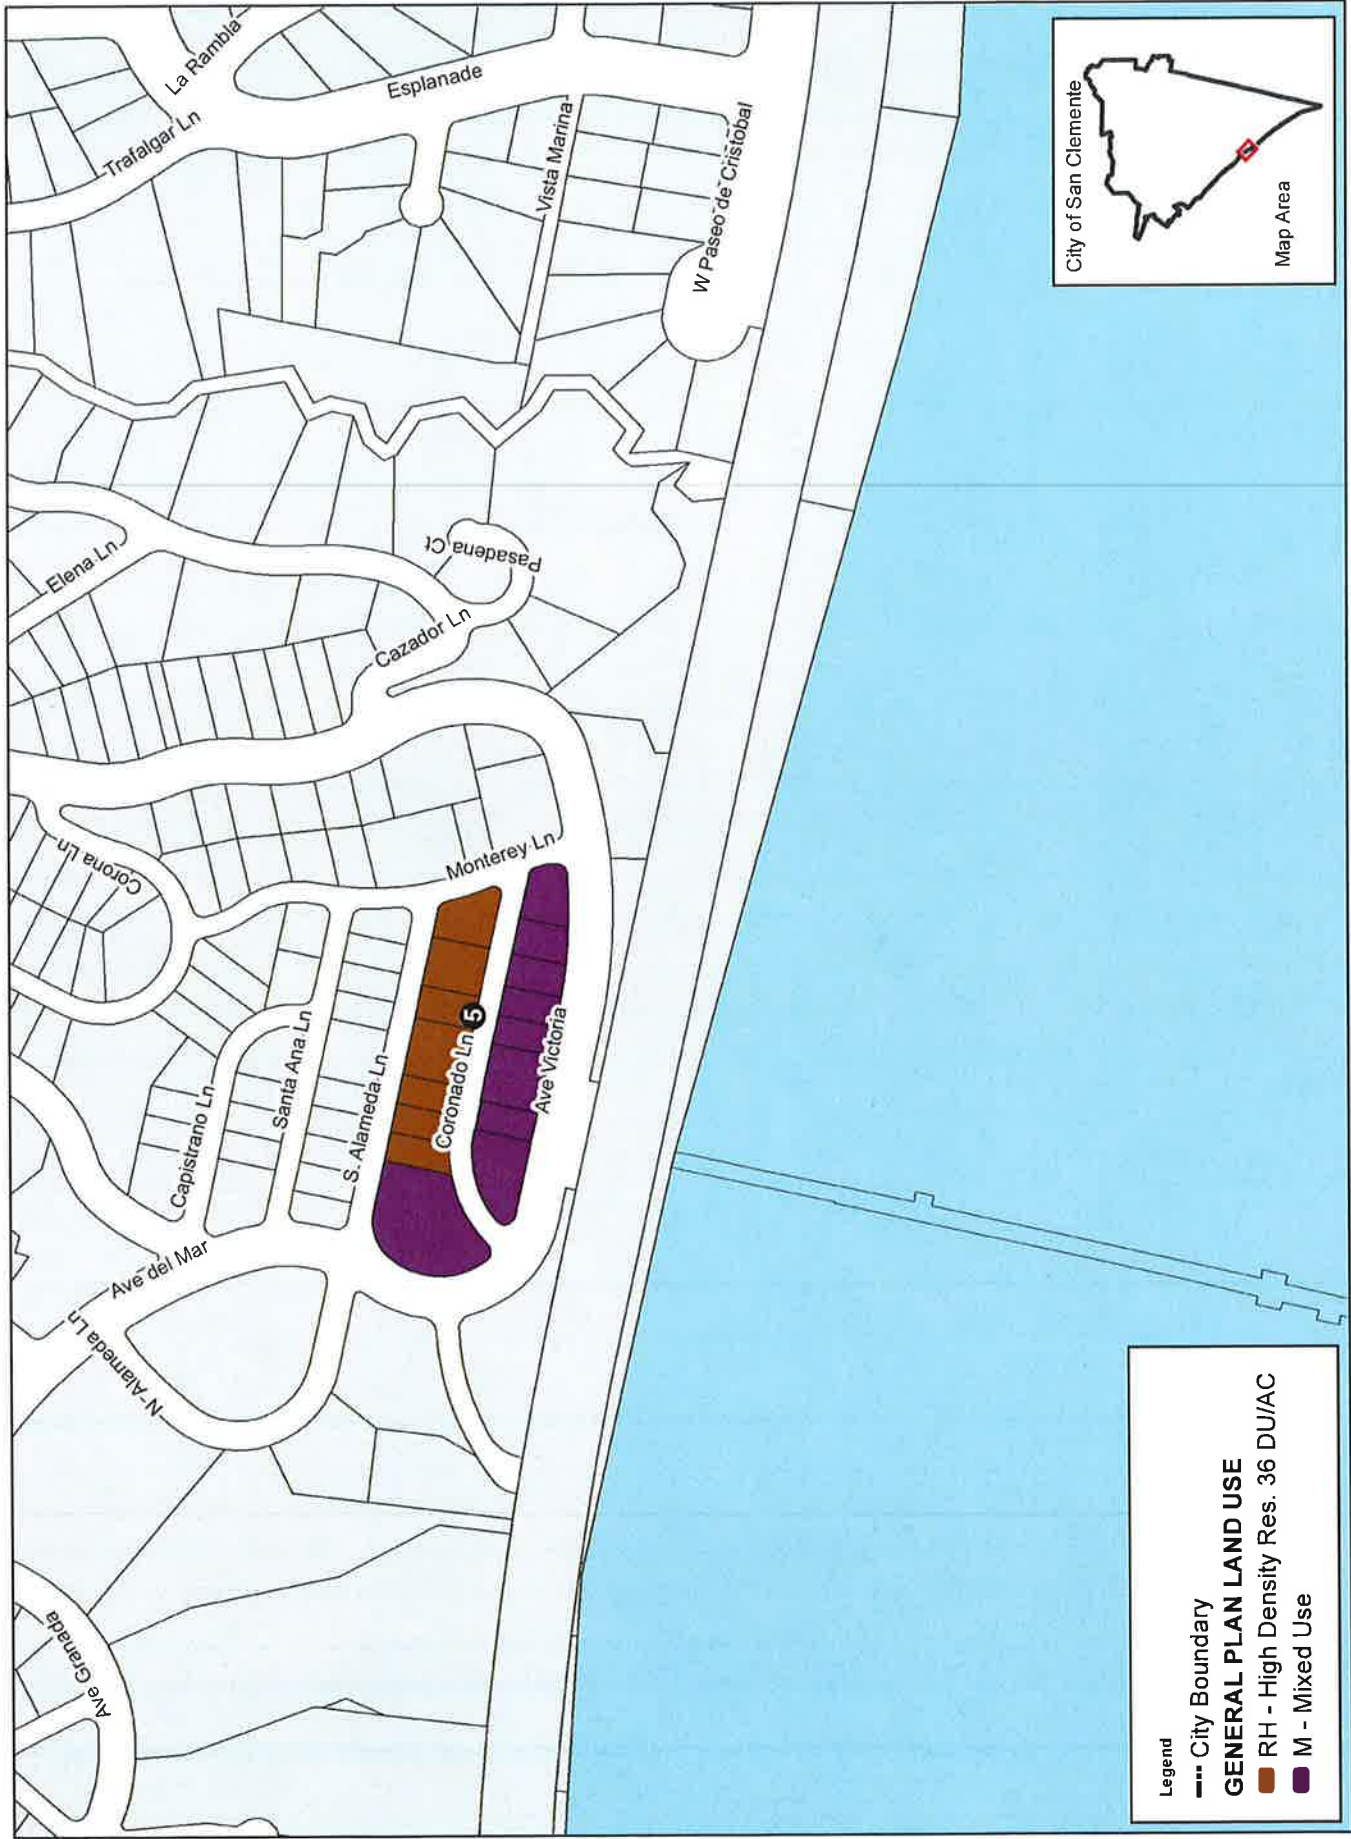 Ave Granada
N Alameda Ln
Ave del Mar
Capistrano Ln
Santa Ana Ln
S. Alameda Ln
Coronado Ln
5
Ave Victoria
Monterey Ln
Corona Ln
Elena Ln
Cazador Ln
Pasadena Ct
Trafalgar Ln
La Rambla
Esplanade
Vista Marina
W Paseo de Cristobal
Legend
City Boundary
GENERAL PLAN LAND USE
RH - High Density Res. 36 DU/AC
M - Mixed Use
City of San Clemente
Map Area